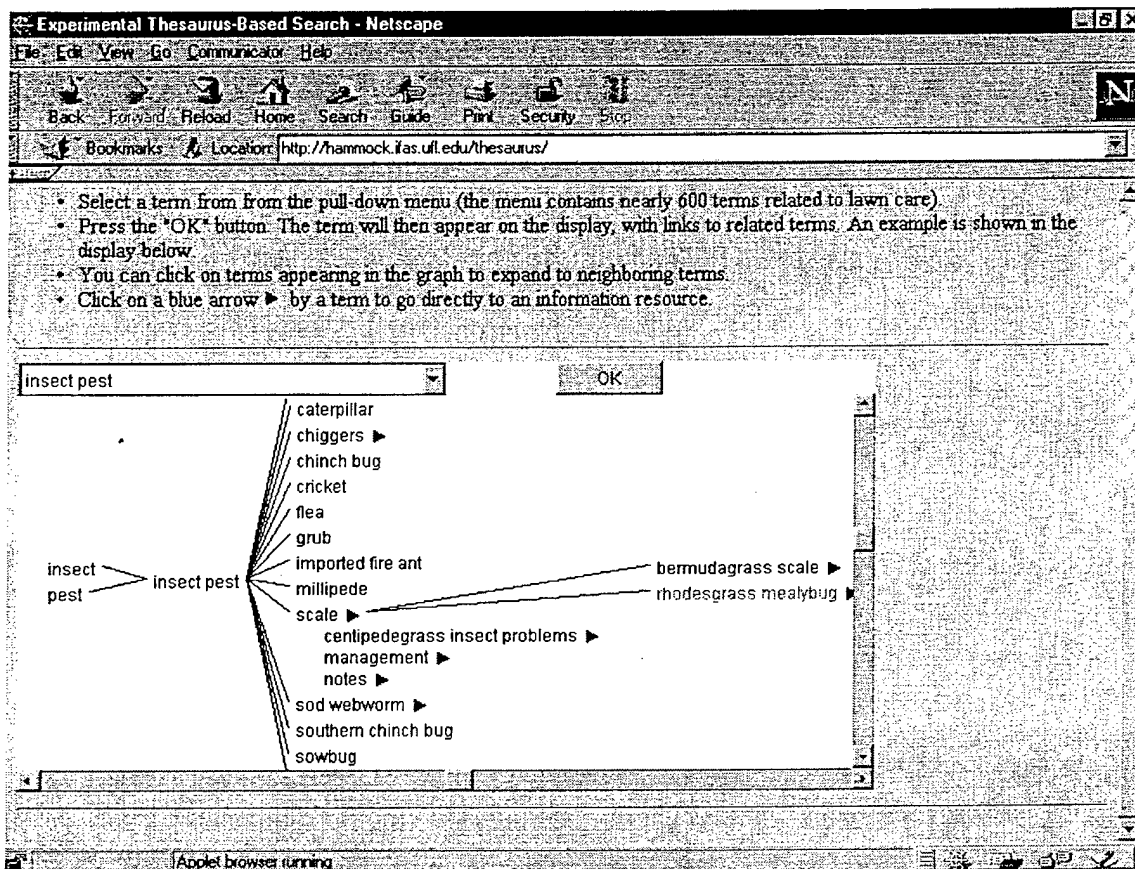 Experimental Thesaurus-Based Search - Netscape
File Edit View Go Communicator Help
Back Forward Reload Home Search Guide Print Security Stop
N
Bookmarks Location: http://hammock.ifas.ufl.edu/thesaurus/
• Select a term from from the pull-down menu (the menu contains nearly 600 terms related to lawn care).
• Press the "OK" button. The term will then appear on the display, with links to related terms. An example is shown in the
display below.
• You can click on terms appearing in the graph to expand to neighboring terms.
• Click on a blue arrow ▶ by a term to go directly to an information resource.
insect pest OK
caterpillar
chiggers ▶
chinch bug
cricket
flea
grub
imported fire ant
insect
pest
insect pest
millipede
scale ▶
bermudagrass scale ▶
rhodesgrass mealybug ▶
centipedegrass insect problems ▶
management ▶
notes ▶
sod webworm ▶
southern chinch bug
sowbug
Applet browser running